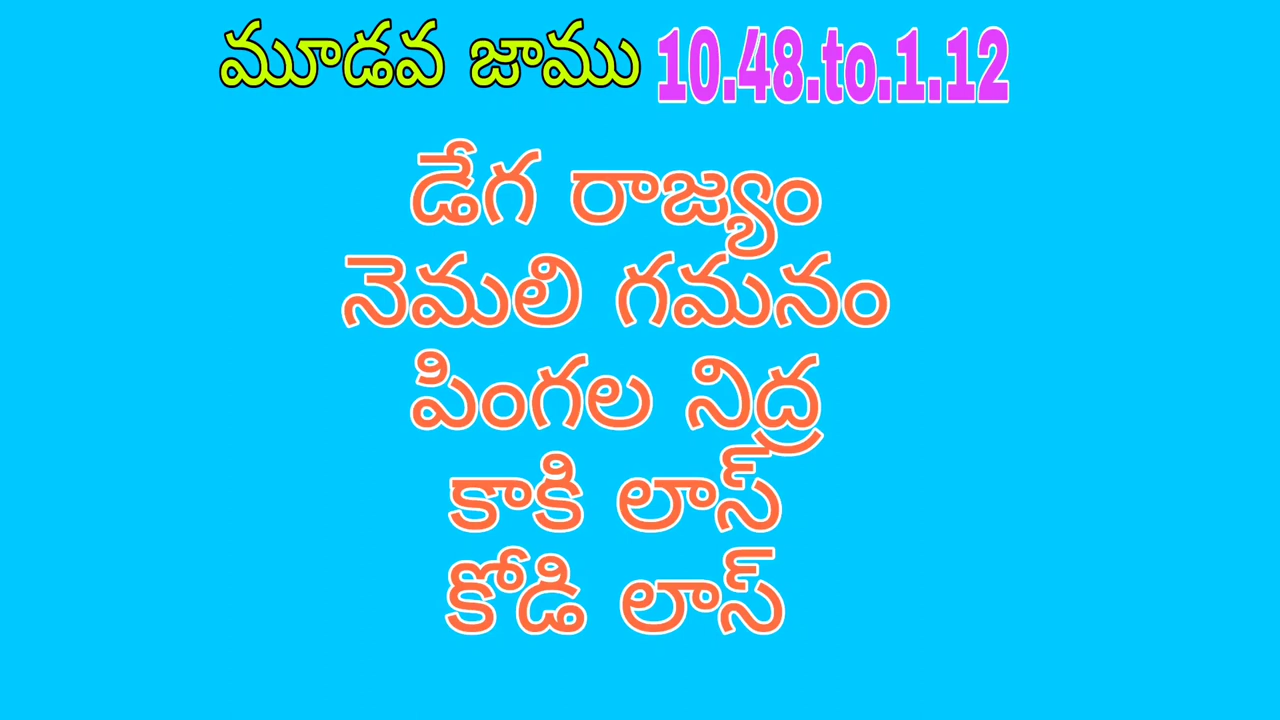 మూడవ జాము 10.48.to.1.12
డేగ రాజ్యం
నెమలి గమనం
పింగల నిద్ర
కాకి లాస్
కోడి లాస్